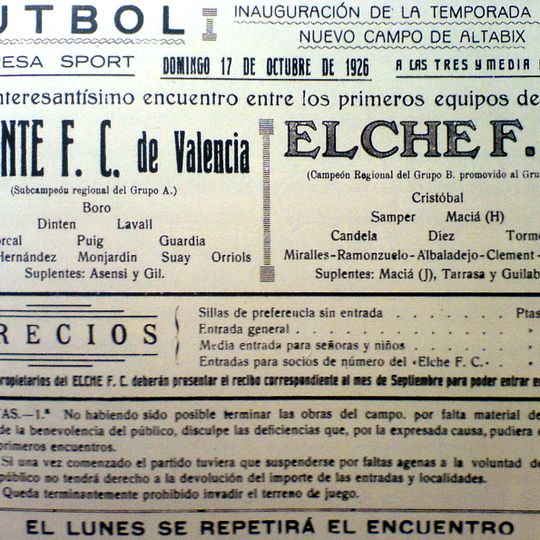 UTBOL
INAUGURACIÓN DE LA TEMPORADA
NUEVO CAMPO DE ALTABIX
RESA SPORT
DOMINGO 17 DE OCTUBRE DE 1926
A LAS TRES Y MEDIA
nteresantísimo encuentro entre los primeros equipos de
NTE F. C. de Valencia
(Subcampeón regional del Grupo A.)
Boro
Dinten Lavall
orcal Puig Guardia
Hernández Monjardin Suay Orriols
Suplentes: Asensi y Gil.
ELCHE F.
(Campeón Regional del Grupo B. promovido al Gru
Cristóbal
Samper Maciá (H)
Candela Díez Torme
Miralles-Ramonzuelo-Albaladejo-Clement-
Suplentes: Maciá (J), Tarrasa y Guilab
RECIOS
Sillas de preferencia sin entrada Ptas
Entrada general
Media entrada para señoras y niños
Entradas para socios de número del «Elche F. C.
ropietarios del ELCHE F. C. deberán presentar el recibo correspondiente al mes de Septiembre para poder entrar e
TAS.—1.ª No habiendo sido posible terminar las obras del campo. por falta material de
de la benevolencia del público, disculpe las deficiencias que, por la expresada causa, pudiera
primeros encuentros.
Si una vez comenzado el partido tuviera que suspenderse por faltas agenas a la voluntad de
público no tendrá derecho a la devolución del importe de las entradas y localidades.
Queda terminantemente prohibido invadir el terreno de juego.
EL LUNES SE REPETIRÁ EL ENCUENTRO